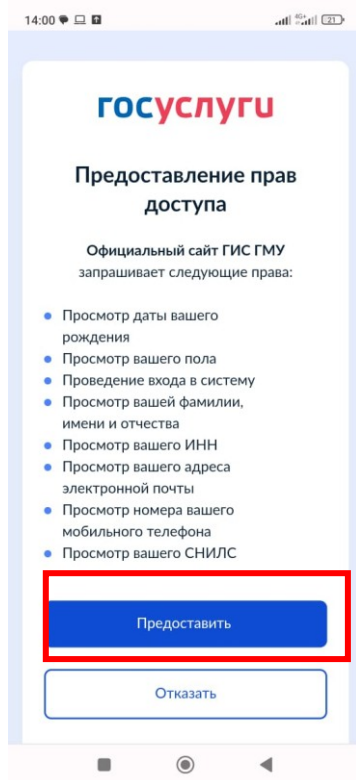 14:00 4G+ 21
госуслуги
Предоставление прав
доступа
Официальный сайт ГИС ГМУ
запрашивает следующие права:
Просмотр даты вашего
рождения
Просмотр вашего пола
Проведение входа в систему
Просмотр вашей фамилии,
имени и отчества
Просмотр вашего ИНН
Просмотр вашего адреса
электронной почты
Просмотр номера вашего
мобильного телефона
Просмотр вашего СНИЛС
Предоставить
Отказать